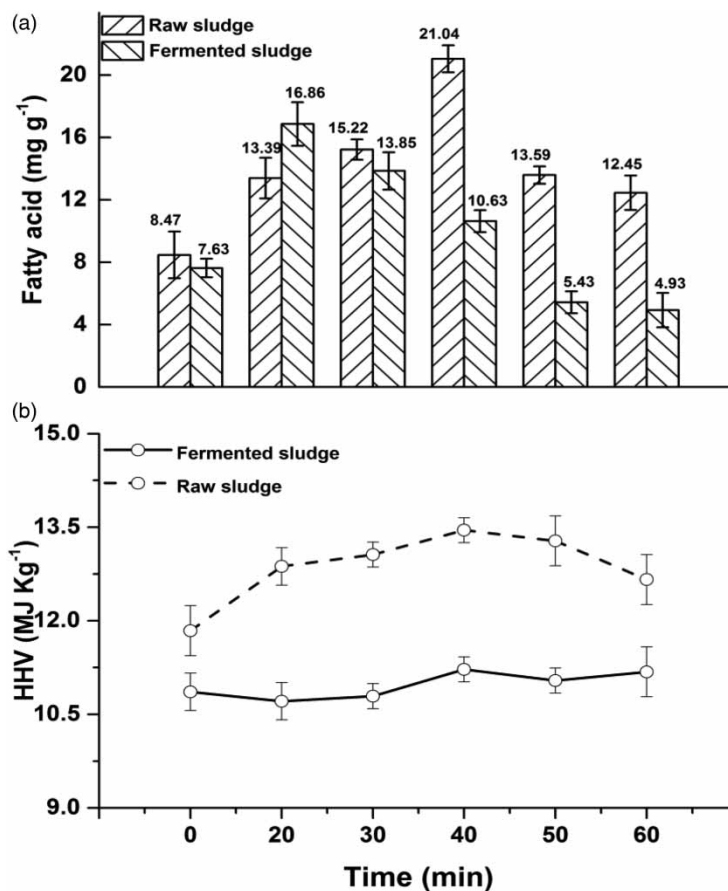 (a)
Raw sludge
Fermented sludge
Fatty acid (mg g⁻¹)
20
16
12
8
4
0
8.47
7.63
13.39
16.86
15.22
13.85
21.04
10.63
13.59
5.43
12.45
4.93
(b)
Fermented sludge
Raw sludge
HHV (MJ Kg⁻¹)
15.0
13.5
12.0
10.5
9.0
0 20 30 40 50 60
Time (min)